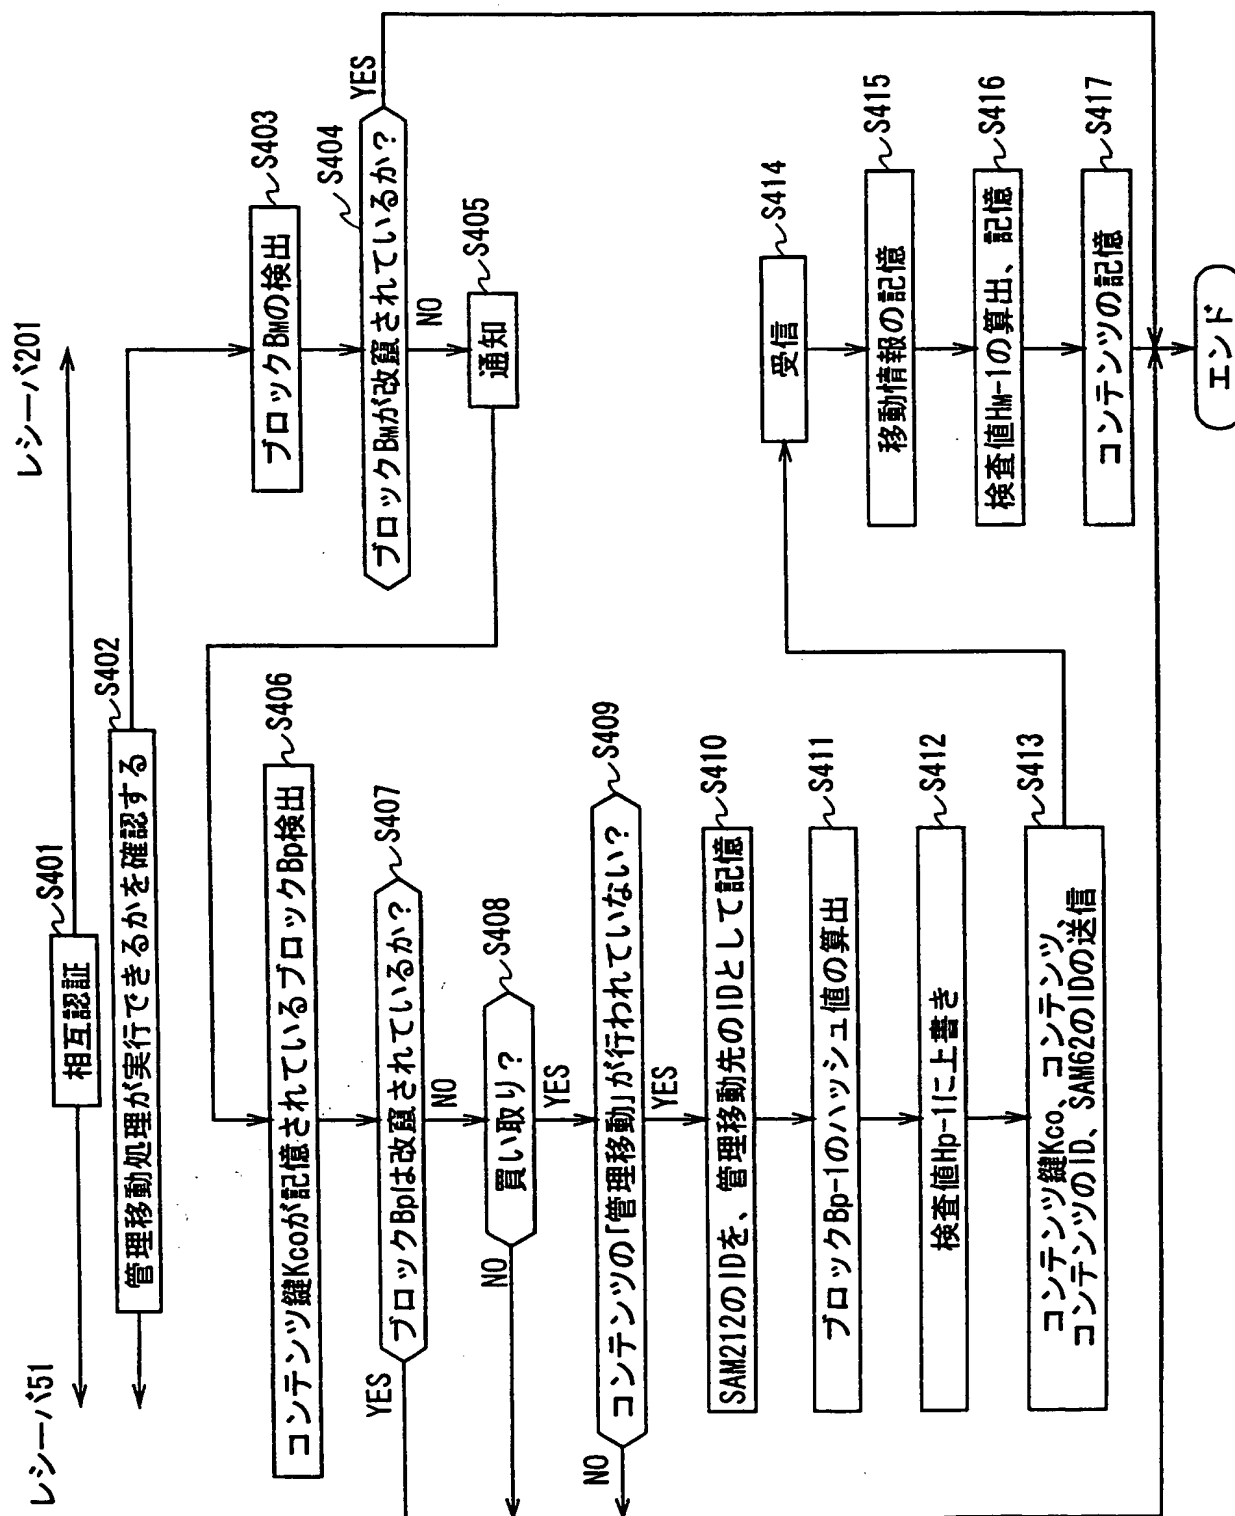 レシーバ51
レシーバ201
相互認証
S401
管理移動処理が実行できるかを確認する
S402
ブロックBMの検出
S403
ブロックBMが改竄されているか?
S404
YES
NO
通知
S405
コンテンツ鍵Kcoが記憶されているブロックBp検出
S406
ブロックBpは改竄されているか?
S407
YES
NO
買い取り?
S408
NO
YES
コンテンツの「管理移動」が行われていない?
S409
NO
YES
SAM212のIDを、管理移動先のIDとして記憶
S410
ブロックBp-1のハッシュ値の算出
S411
検査値Hp-1に上書き
S412
コンテンツ鍵Kco、コンテンツ、
コンテンツのID、SAM62のIDの送信
S413
受信
S414
移動情報の記憶
S415
検査値HM-1の算出、記憶
S416
コンテンツの記憶
S417
エンド